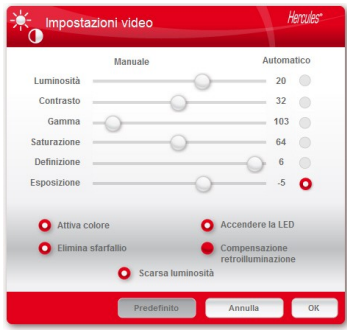 Impostazioni video
Hercules®
Manuale Automatico
Luminosità 20
Contrasto 32
Gamma 103
Saturazione 64
Definizione 6
Esposizione -5
Attiva colore Accendere la LED
Elimina sfarfallio Compensazione
retroilluminazione
Scarsa luminosità
Predefinito Annulla OK